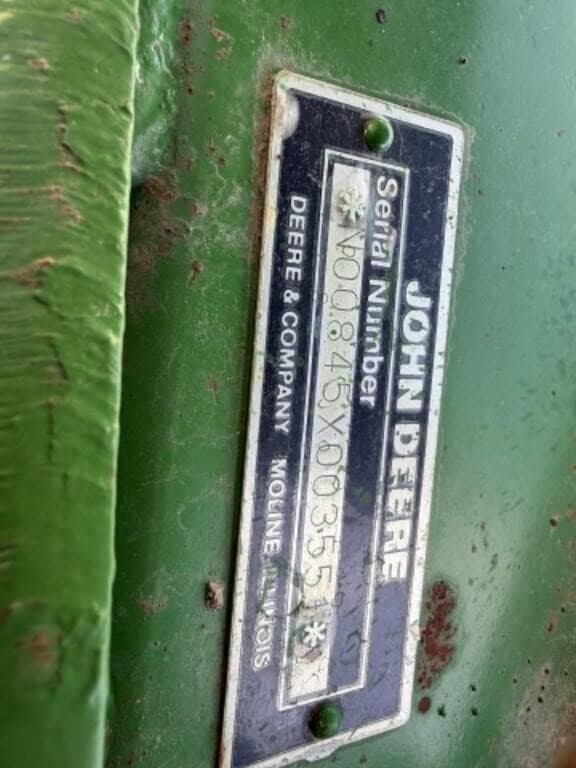 JOHN DEERE
Serial Number
*N00845X003551*
DEERE & COMPANY MOLINE, ILLINOIS